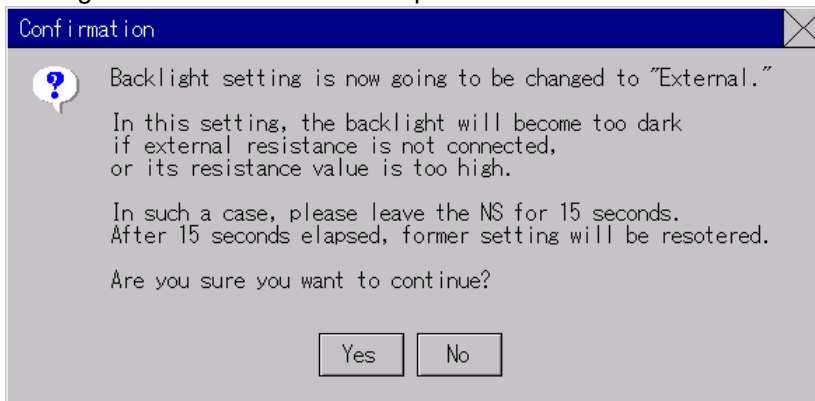 Confirmation
Backlight setting is now going to be changed to "External."
In this setting, the backlight will become too dark
if external resistance is not connected,
or its resistance value is too high.
In such a case, please leave the NS for 15 seconds.
After 15 seconds elapsed, former setting will be resotered.
Are you sure you want to continue?
Yes No